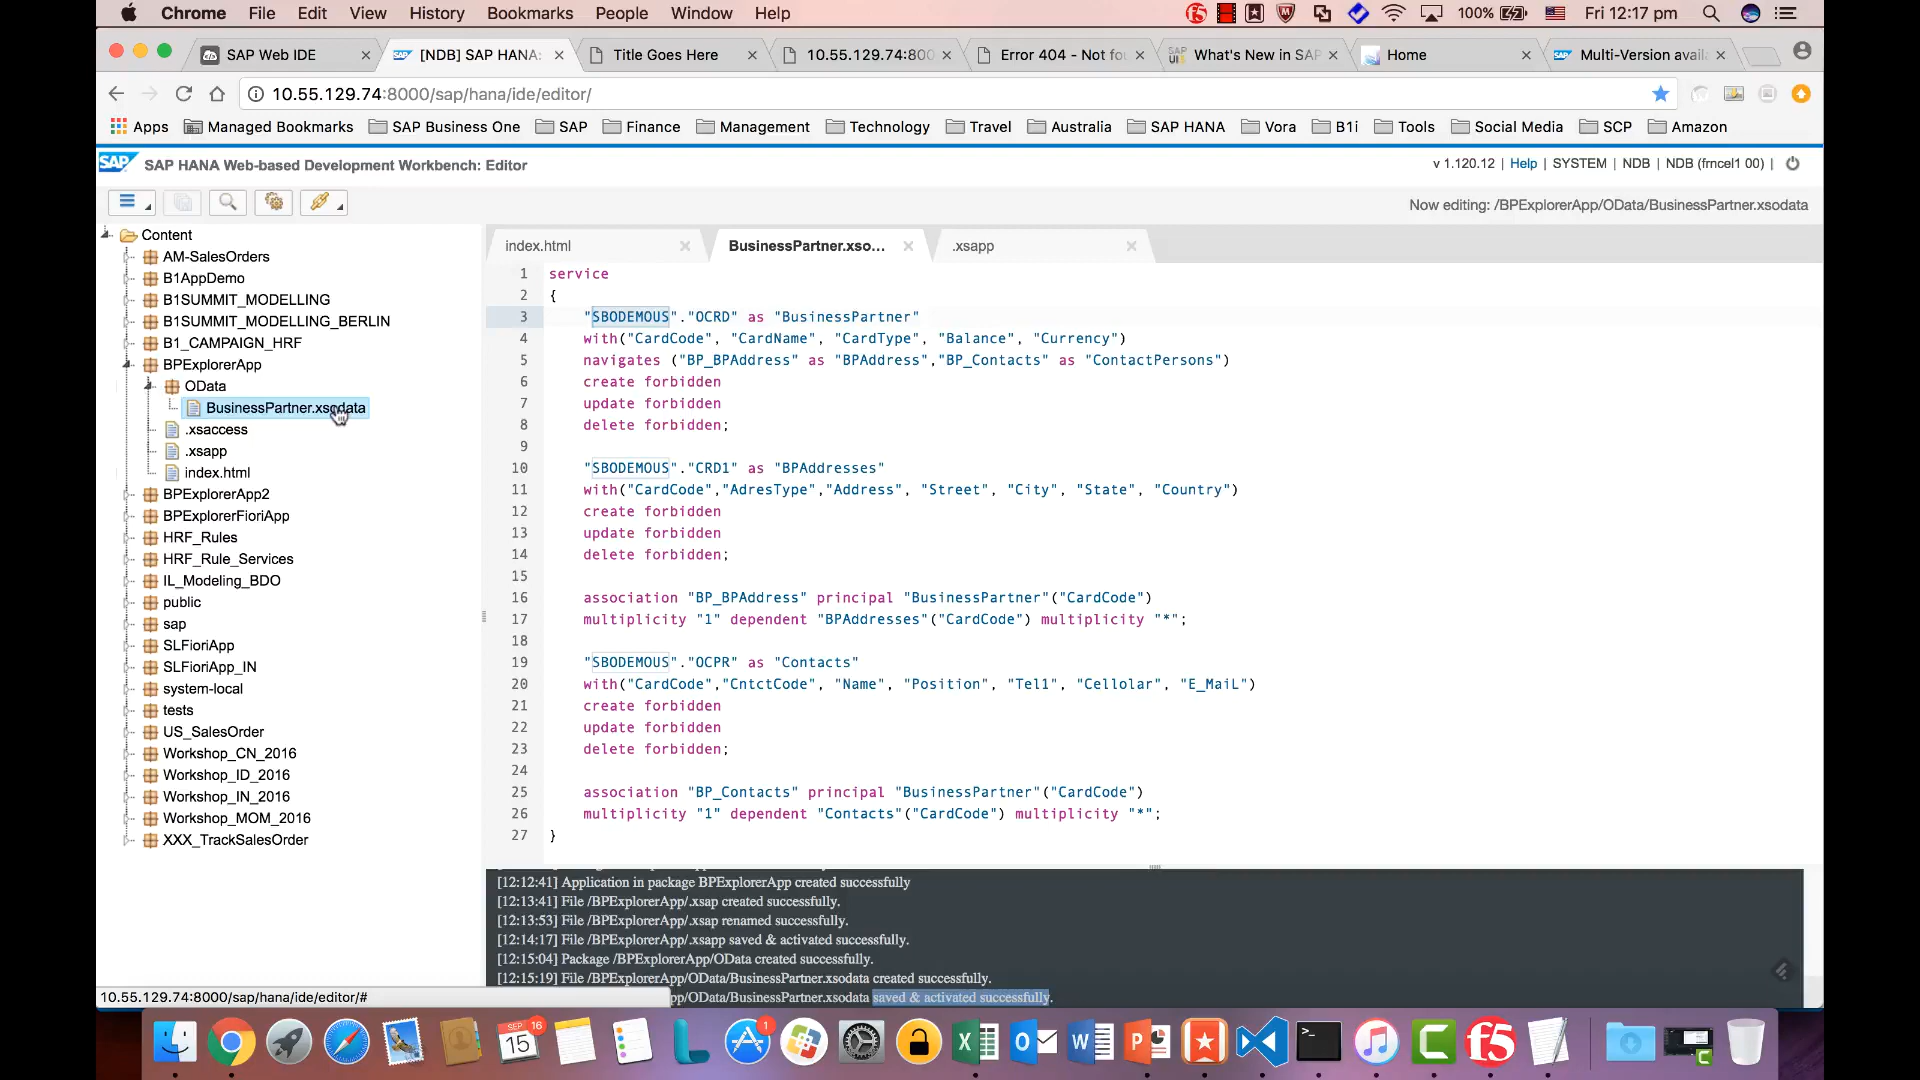 Chrome File Edit View History Bookmarks People Window Help 100% Fri 12:17 pm
SAP Web IDE [NDB] SAP HANA: Title Goes Here 10.55.129.74:800 Error 404 - Not fou What's New in SAP Home Multi-Version avail
10.55.129.74:8000/sap/hana/ide/editor/
Apps Managed Bookmarks SAP Business One SAP Finance Management Technology Travel Australia SAP HANA Vora B1i Tools Social Media SCP Amazon
SAP SAP HANA Web-based Development Workbench: Editor v 1.120.12 | Help | SYSTEM | NDB | NDB (frncel1 00) |
Now editing: /BPExplorerApp/OData/BusinessPartner.xsodata
Content
AM-SalesOrders
B1AppDemo
B1SUMMIT_MODELLING
B1SUMMIT_MODELLING_BERLIN
B1_CAMPAIGN_HRF
BPExplorerApp
OData
BusinessPartner.xsodata
.xsaccess
.xsapp
index.html
BPExplorerApp2
BPExplorerFioriApp
HRF_Rules
HRF_Rule_Services
IL_Modeling_BDO
public
sap
SLFioriApp
SLFioriApp_IN
system-local
tests
US_SalesOrder
Workshop_CN_2016
Workshop_ID_2016
Workshop_IN_2016
Workshop_MOM_2016
XXX_TrackSalesOrder
index.html BusinessPartner.xso... .xsapp
1 service
2 {
3 "SBODEMOUS"."OCRD" as "BusinessPartner"
4 with("CardCode", "CardName", "CardType", "Balance", "Currency")
5 navigates ("BP_BPAddress" as "BPAddress","BP_Contacts" as "ContactPersons")
6 create forbidden
7 update forbidden
8 delete forbidden;
9
10 "SBODEMOUS"."CRD1" as "BPAddresses"
11 with("CardCode","AdresType","Address", "Street", "City", "State", "Country")
12 create forbidden
13 update forbidden
14 delete forbidden;
15
16 association "BP_BPAddress" principal "BusinessPartner"("CardCode")
17 multiplicity "1" dependent "BPAddresses"("CardCode") multiplicity "*";
18
19 "SBODEMOUS"."OCPR" as "Contacts"
20 with("CardCode","CntctCode", "Name", "Position", "Tel1", "Cellolar", "E_MaiL")
21 create forbidden
22 update forbidden
23 delete forbidden;
24
25 association "BP_Contacts" principal "BusinessPartner"("CardCode")
26 multiplicity "1" dependent "Contacts"("CardCode") multiplicity "*";
27 }
[12:12:41] Application in package BPExplorerApp created successfully
[12:13:41] File /BPExplorerApp/.xsap created successfully.
[12:13:53] File /BPExplorerApp/.xsap renamed successfully.
[12:14:17] File /BPExplorerApp/.xsapp saved & activated successfully.
[12:15:04] Package /BPExplorerApp/OData created successfully.
[12:15:19] File /BPExplorerApp/OData/BusinessPartner.xsodata created successfully.
10.55.129.74:8000/sap/hana/ide/editor/# pp/OData/BusinessPartner.xsodata saved & activated successfully.
SEP 15 16 1 f5